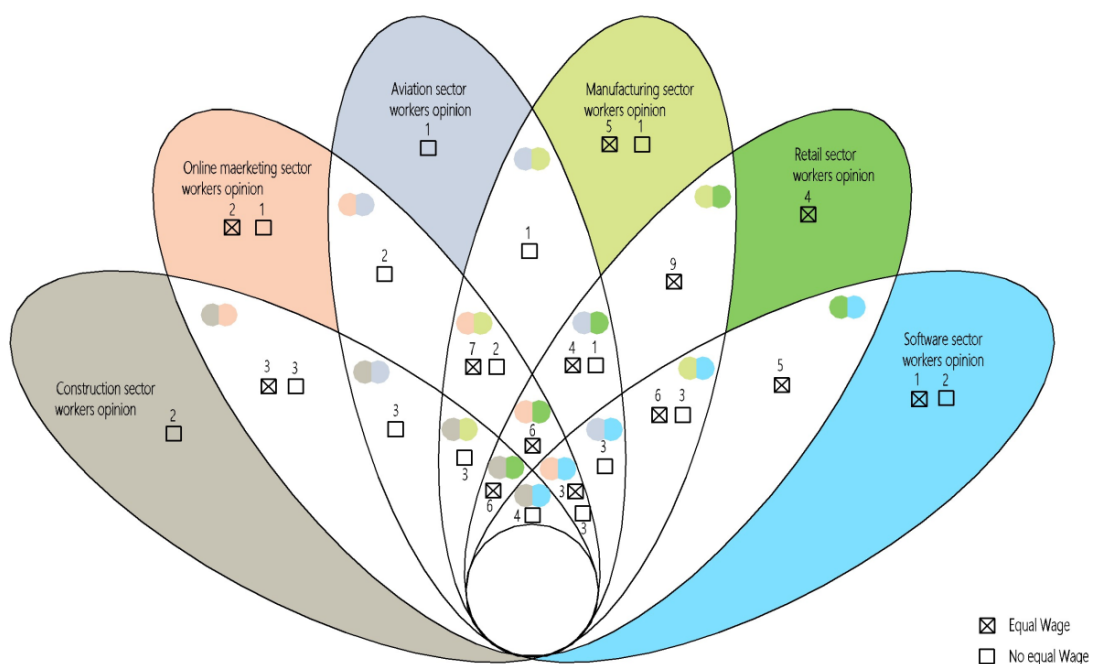 Aviation sector
workers opinion
1
Manufacturing sector
workers opinion
5 1
Online maerketing sector
workers opinion
2 1
Retail sector
workers opinion
4
2
1
9
Construction sector
workers opinion
2
3 3
3
7 2
4 1
6 3
5
Software sector
workers opinion
1 2
3
6
3
6
3
4
3
Equal Wage
No equal Wage